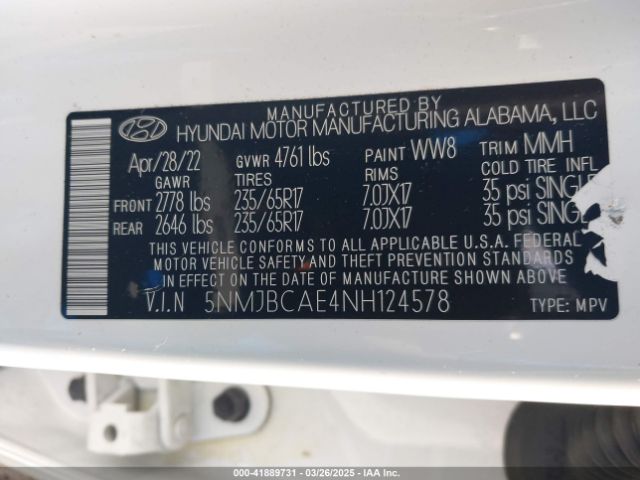 MANUFACTURED BY
HYUNDAI MOTOR MANUFACTURING ALABAMA, LLC
Apr/28/22 GVWR 4761 lbs PAINT WW8 TRIM MMH
GAWR TIRES RIMS COLD TIRE INFL
FRONT 2778 lbs 235/65R17 7.0JX17 35 psi SINGLE
REAR 2646 lbs 235/65R17 7.0JX17 35 psi SINGLE
THIS VEHICLE CONFORMS TO ALL APPLICABLE U.S.A. FEDERAL
MOTOR VEHICLE SAFETY AND THEFT PREVENTION STANDARDS
IN EFFECT ON THE DATE OF MANUFACTURE SHOWN ABOVE.
V.I.N 5NMJBCAE4NH124578 TYPE: MPV
000-41889731 | 03/26/2025 | IAA Inc.